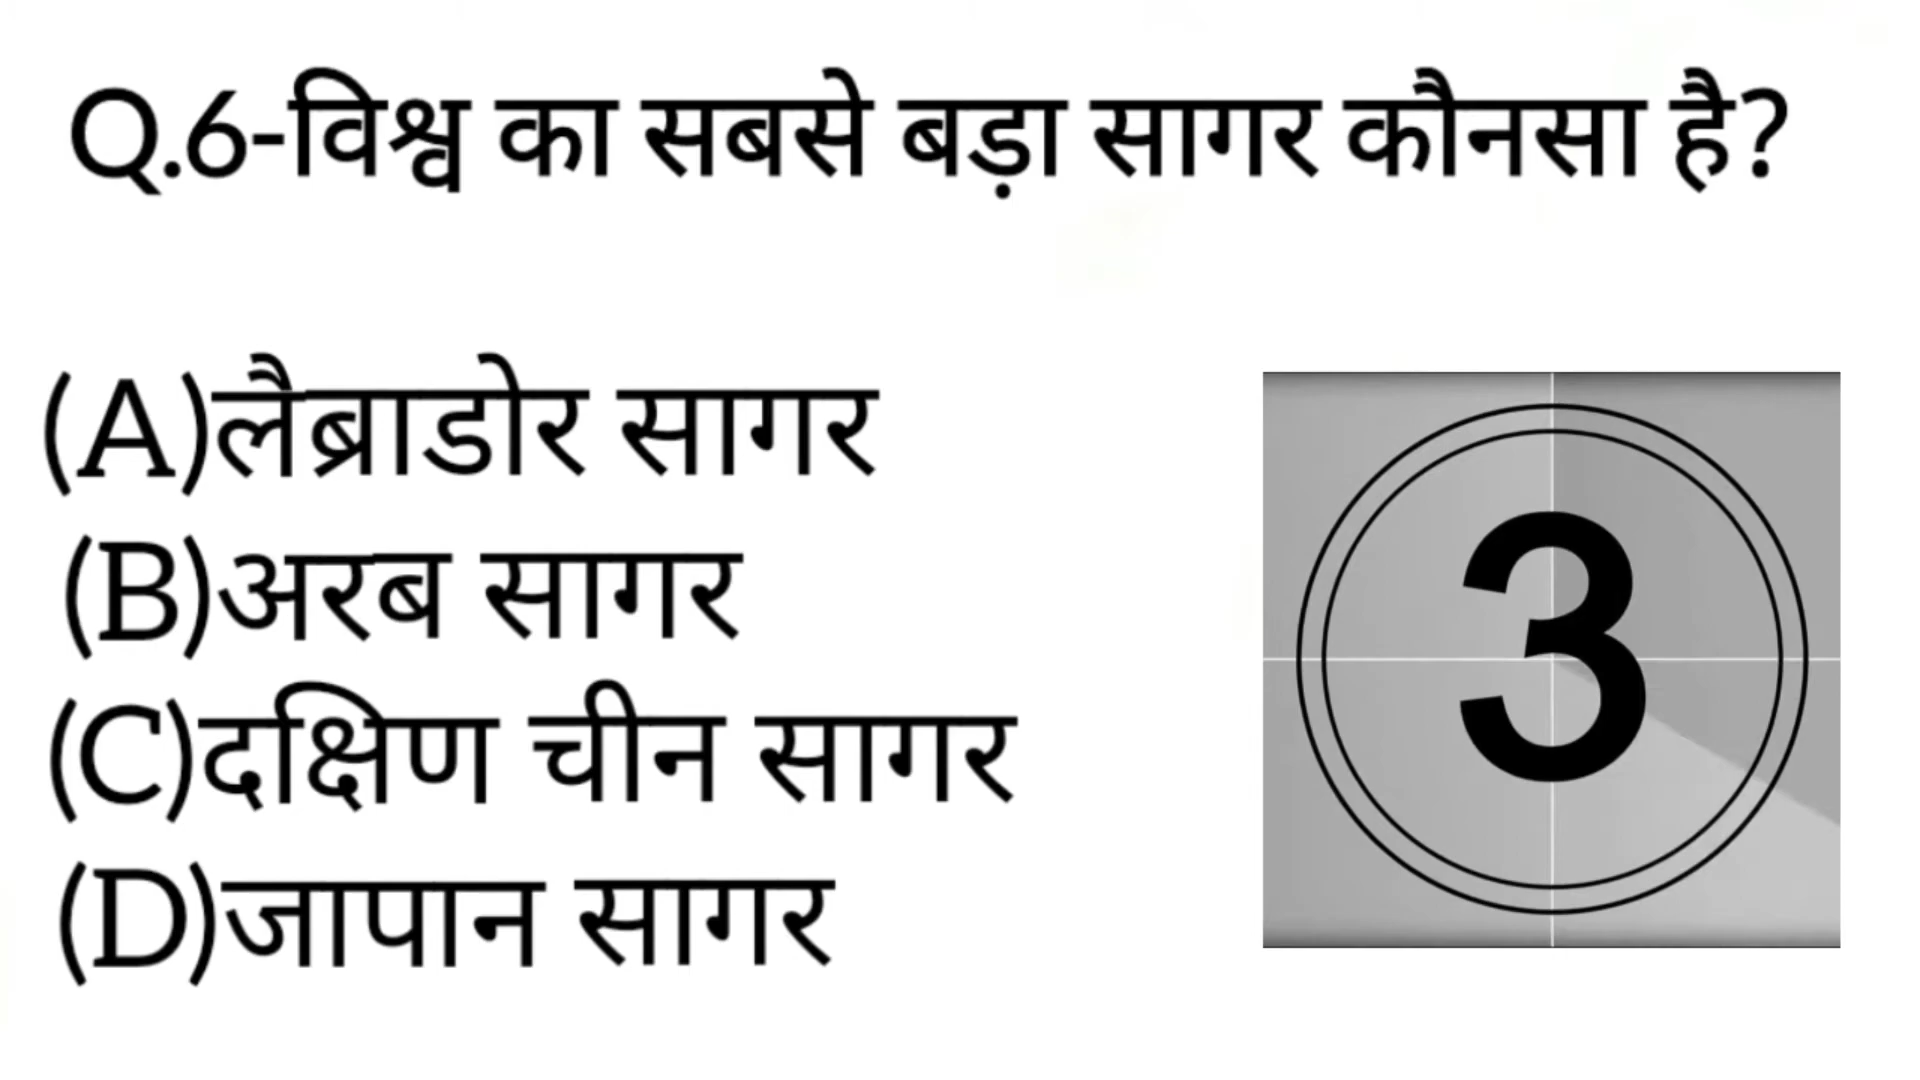 Q.6-विश्व का सबसे बड़ा सागर कौनसा है?
(A)लैब्राडोर सागर
(B)अरब सागर
(C)दक्षिण चीन सागर
(D)जापान सागर
3